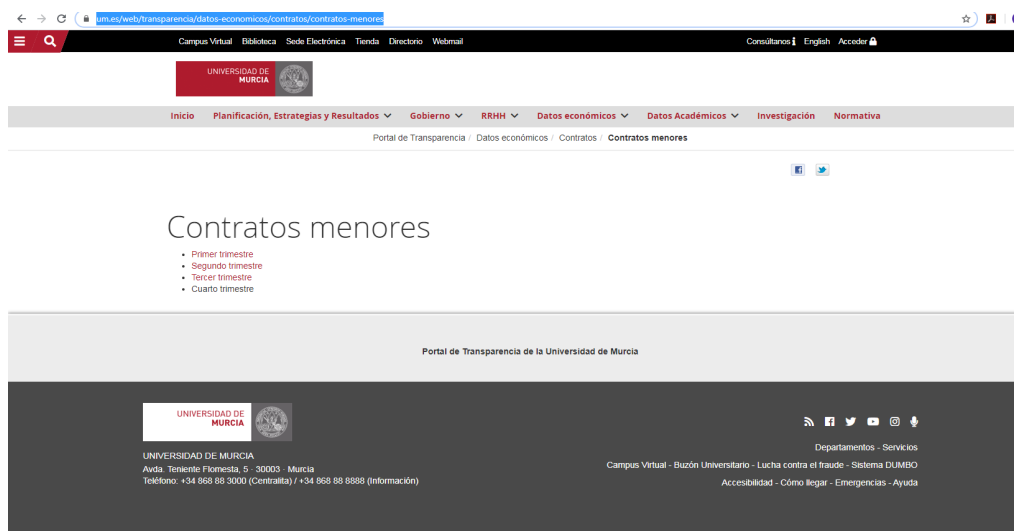 um.es/web/transparencia/datos-economicos/contratos/contratos-menores
Campus Virtual Biblioteca Sede Electrónica Tienda Directorio Webmail Consúltanos English Acceder
UNIVERSIDAD DE
MURCIA
Inicio Planificación, Estrategias y Resultados Gobierno RRHH Datos económicos Datos Académicos Investigación Normativa
Portal de Transparencia / Datos económicos / Contratos / Contratos menores
Contratos menores
• Primer trimestre
• Segundo trimestre
• Tercer trimestre
• Cuarto trimestre
Portal de Transparencia de la Universidad de Murcia
UNIVERSIDAD DE
MURCIA
UNIVERSIDAD DE MURCIA
Avda. Teniente Flomesta, 5 - 30003 - Murcia
Teléfono: +34 868 88 3000 (Centralita) / +34 868 88 8888 (Información)
Departamentos - Servicios
Campus Virtual - Buzón Universitario - Lucha contra el fraude - Sistema DUMBO
Accesibilidad - Cómo llegar - Emergencias - Ayuda